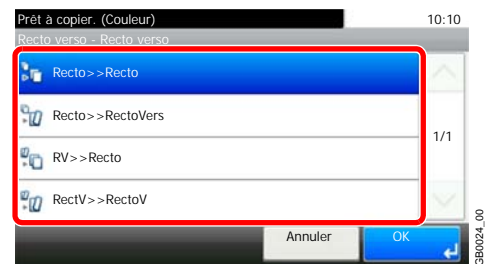 Prêt à copier. (Couleur) 10:10
Recto verso - Recto verso
Recto>>Recto
Recto>>RectoVers
1/1
RV>>Recto
RectV>>RectoV
Annuler OK
GB0024_00